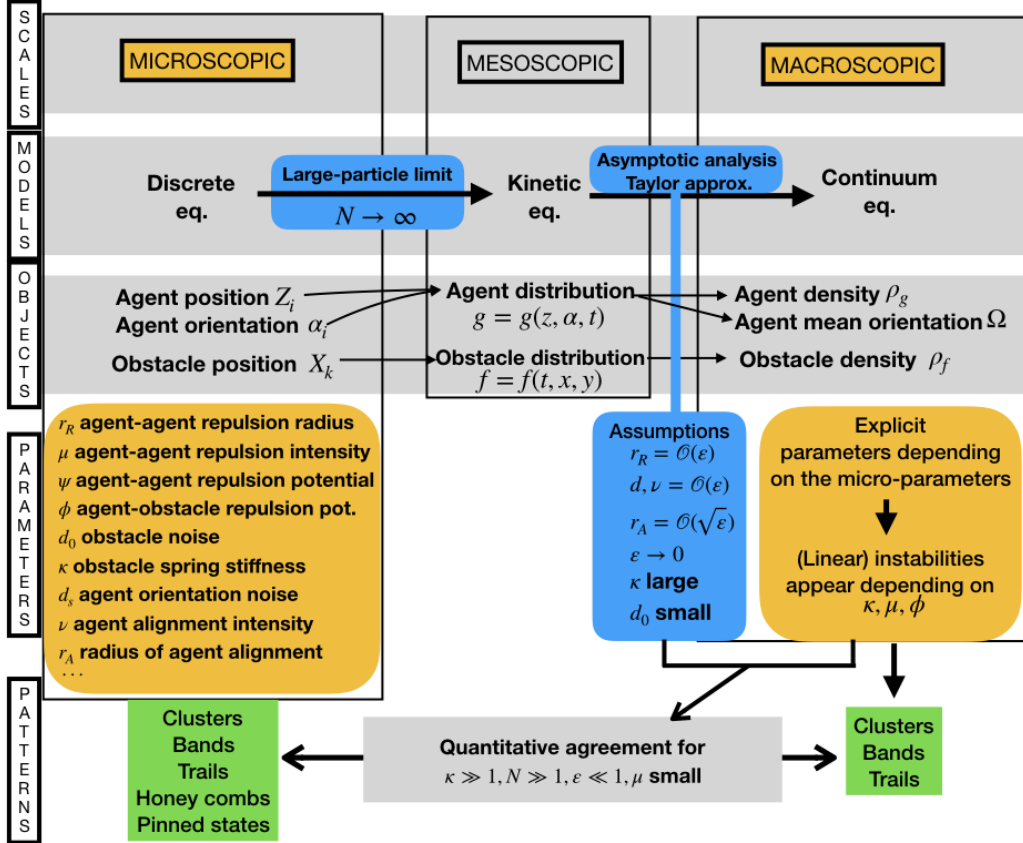 SCALES
MICROSCOPIC
MESOSCOPIC
MACROSCOPIC
MODELS
Discrete
eq.
Large-particle limit
N → ∞
Kinetic
eq.
Asymptotic analysis
Taylor approx.
Continuum
eq.
OBJECTS
Agent position Z_i
Agent orientation α_i
Obstacle position X_k
Agent distribution
g = g(z, α, t)
Obstacle distribution
f = f(t, x, y)
Agent density ρ_g
Agent mean orientation Ω
Obstacle density ρ_f
PARAMETERS
r_R agent-agent repulsion radius
μ agent-agent repulsion intensity
ψ agent-agent repulsion potential
ϕ agent-obstacle repulsion pot.
d_0 obstacle noise
κ obstacle spring stiffness
d_s agent orientation noise
ν agent alignment intensity
r_A radius of agent alignment
...
Assumptions
r_R = 𝒪(ε)
d, ν = 𝒪(ε)
r_A = 𝒪(√ε)
ε → 0
κ large
d_0 small
Explicit
parameters depending
on the micro-parameters
(Linear) instabilities
appear depending on
κ, μ, ϕ
PATTERNS
Clusters
Bands
Trails
Honey combs
Pinned states
Quantitative agreement for
κ ≫ 1, N ≫ 1, ε ≪ 1, μ small
Clusters
Bands
Trails